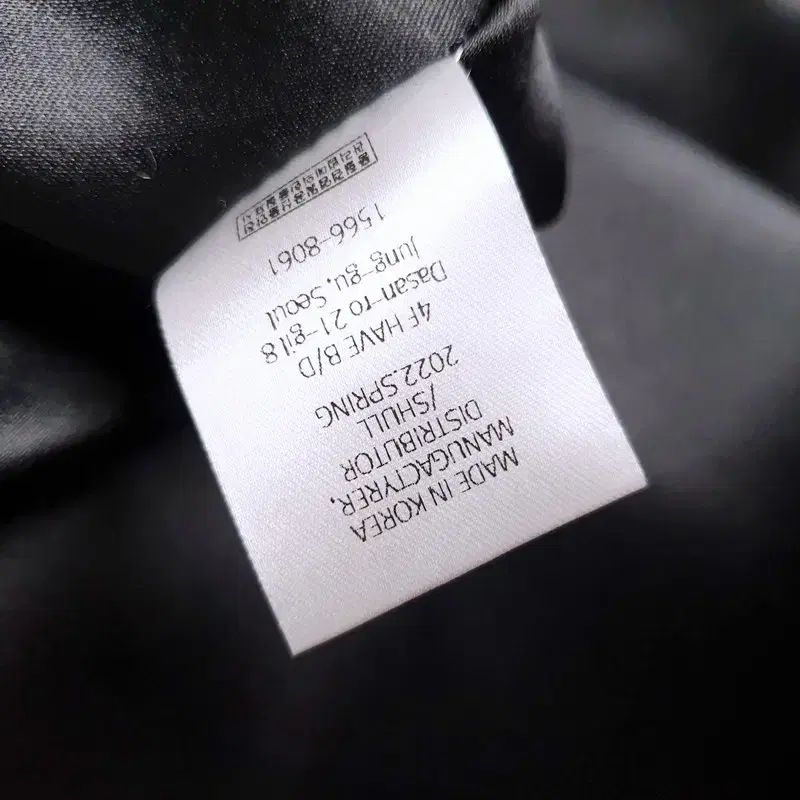 MADE IN KOREA
MANUGACTYRER,
DISTRIBUTOR
/SHULL
2022.SPRING
4F HAVE B/D
Dasan-ro 21-gil 8
Jung-gu, Seoul
1566-8061